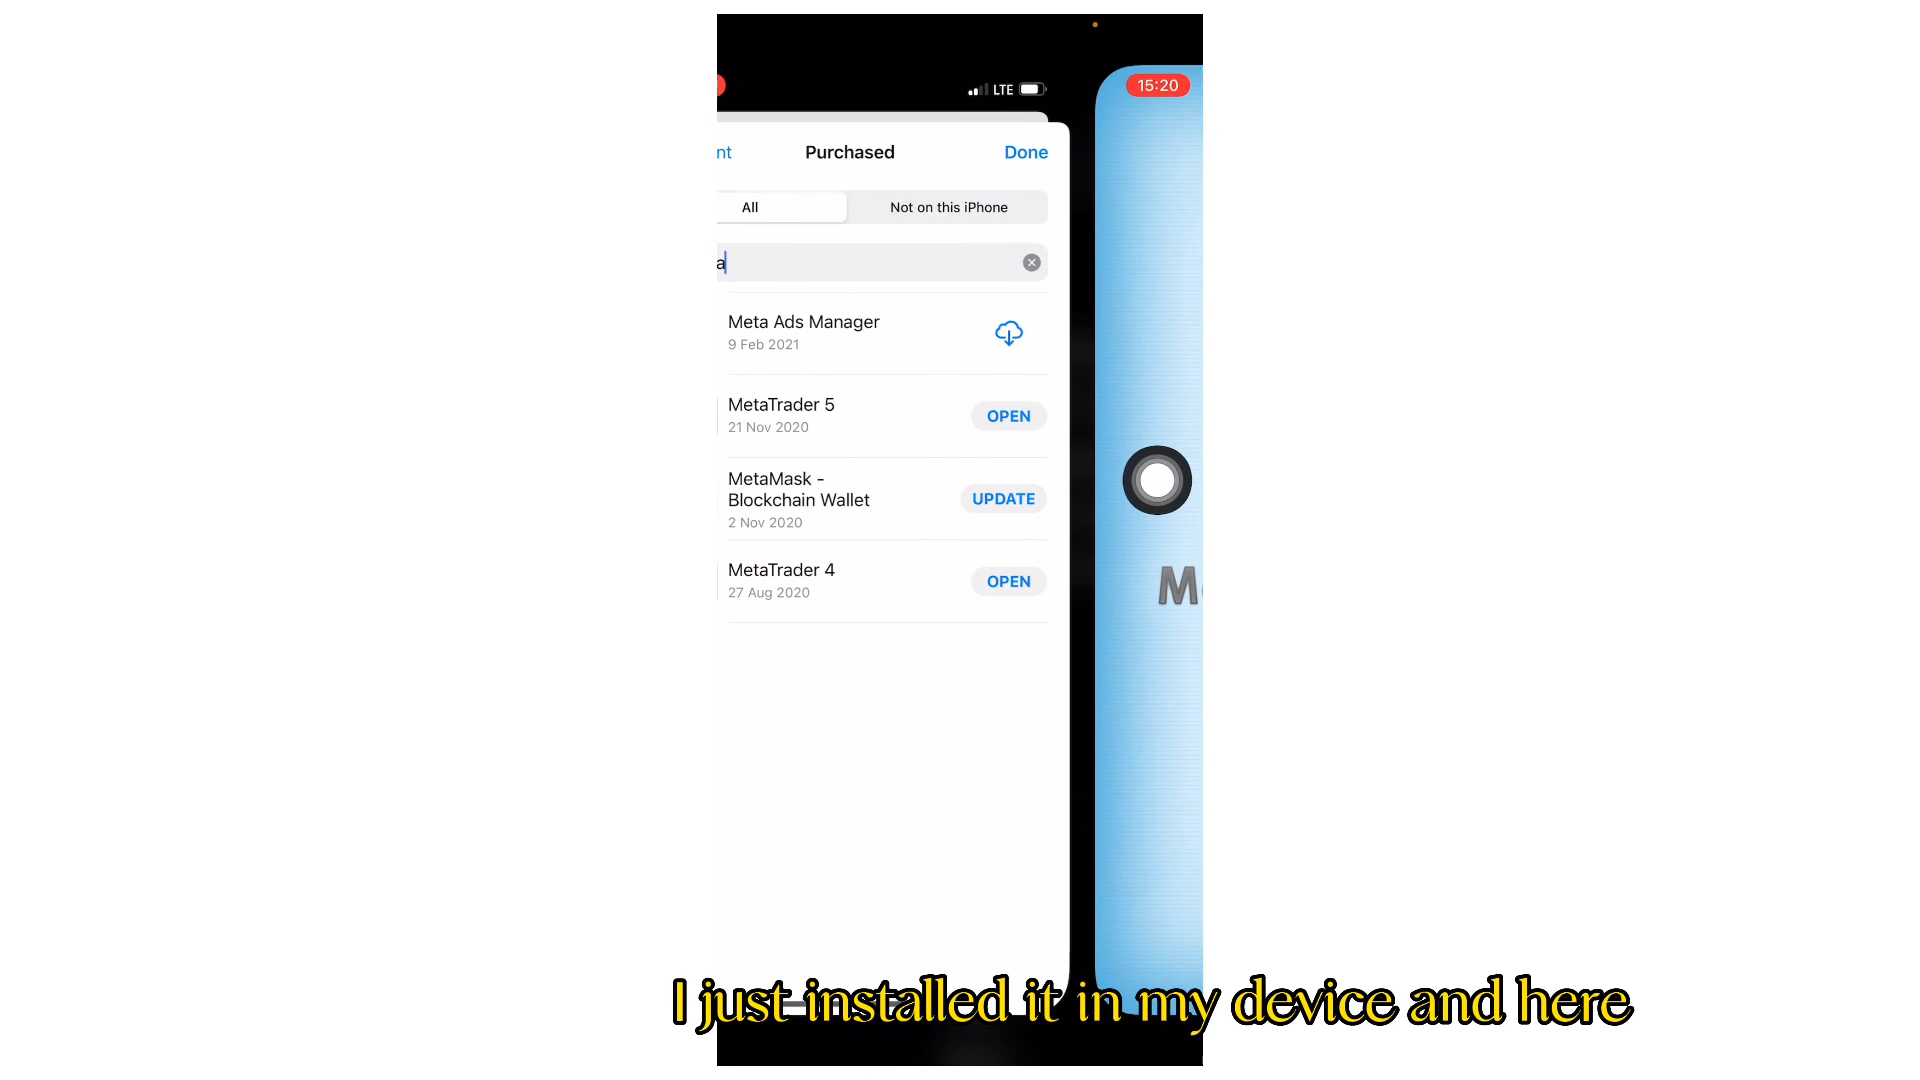 LTE
15:20
nt
Purchased
Done
All
Not on this iPhone
a
Meta Ads Manager
9 Feb 2021
MetaTrader 5
21 Nov 2020
OPEN
MetaMask -
Blockchain Wallet
2 Nov 2020
UPDATE
MetaTrader 4
27 Aug 2020
OPEN
M
I just installed it in my device and here